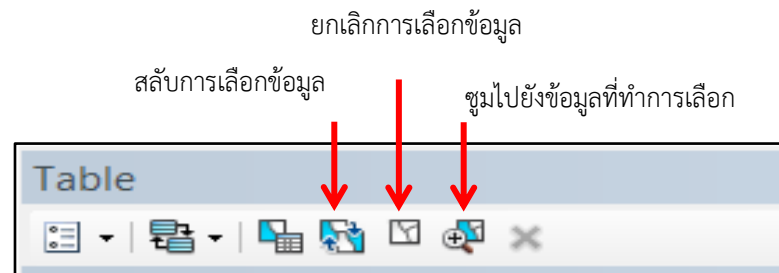 ยกเลิกการเลือกข้อมูล
สลับการเลือกข้อมูล
ซูมไปยังข้อมูลที่ทำการเลือก
Table